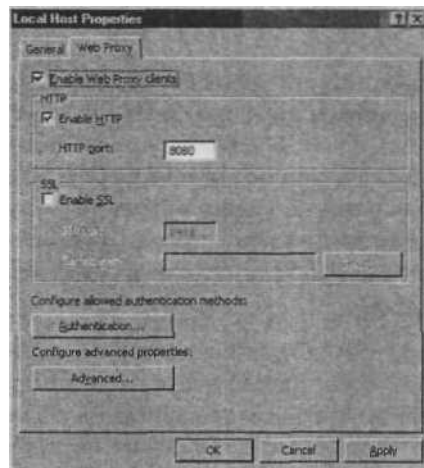 Local Host Properties
General Web Proxy
Enable Web Proxy clients
HTTP
Enable HTTP
HTTP port: 8080
SSL
Enable SSL
Configure allowed authentication methods:
Authentication...
Configure advanced properties:
Advanced...
OK Cancel Apply